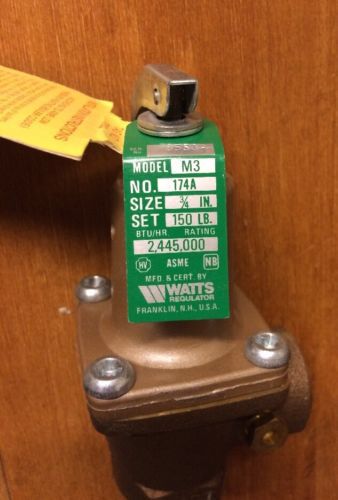 MODEL M3
NO. 174A
SIZE ¾ IN.
SET 150 LB.
BTU/HR. RATING
2,445,000
HV ASME NB
MFD. & CERT. BY
WATTS
REGULATOR
FRANKLIN, N.H., U.S.A.